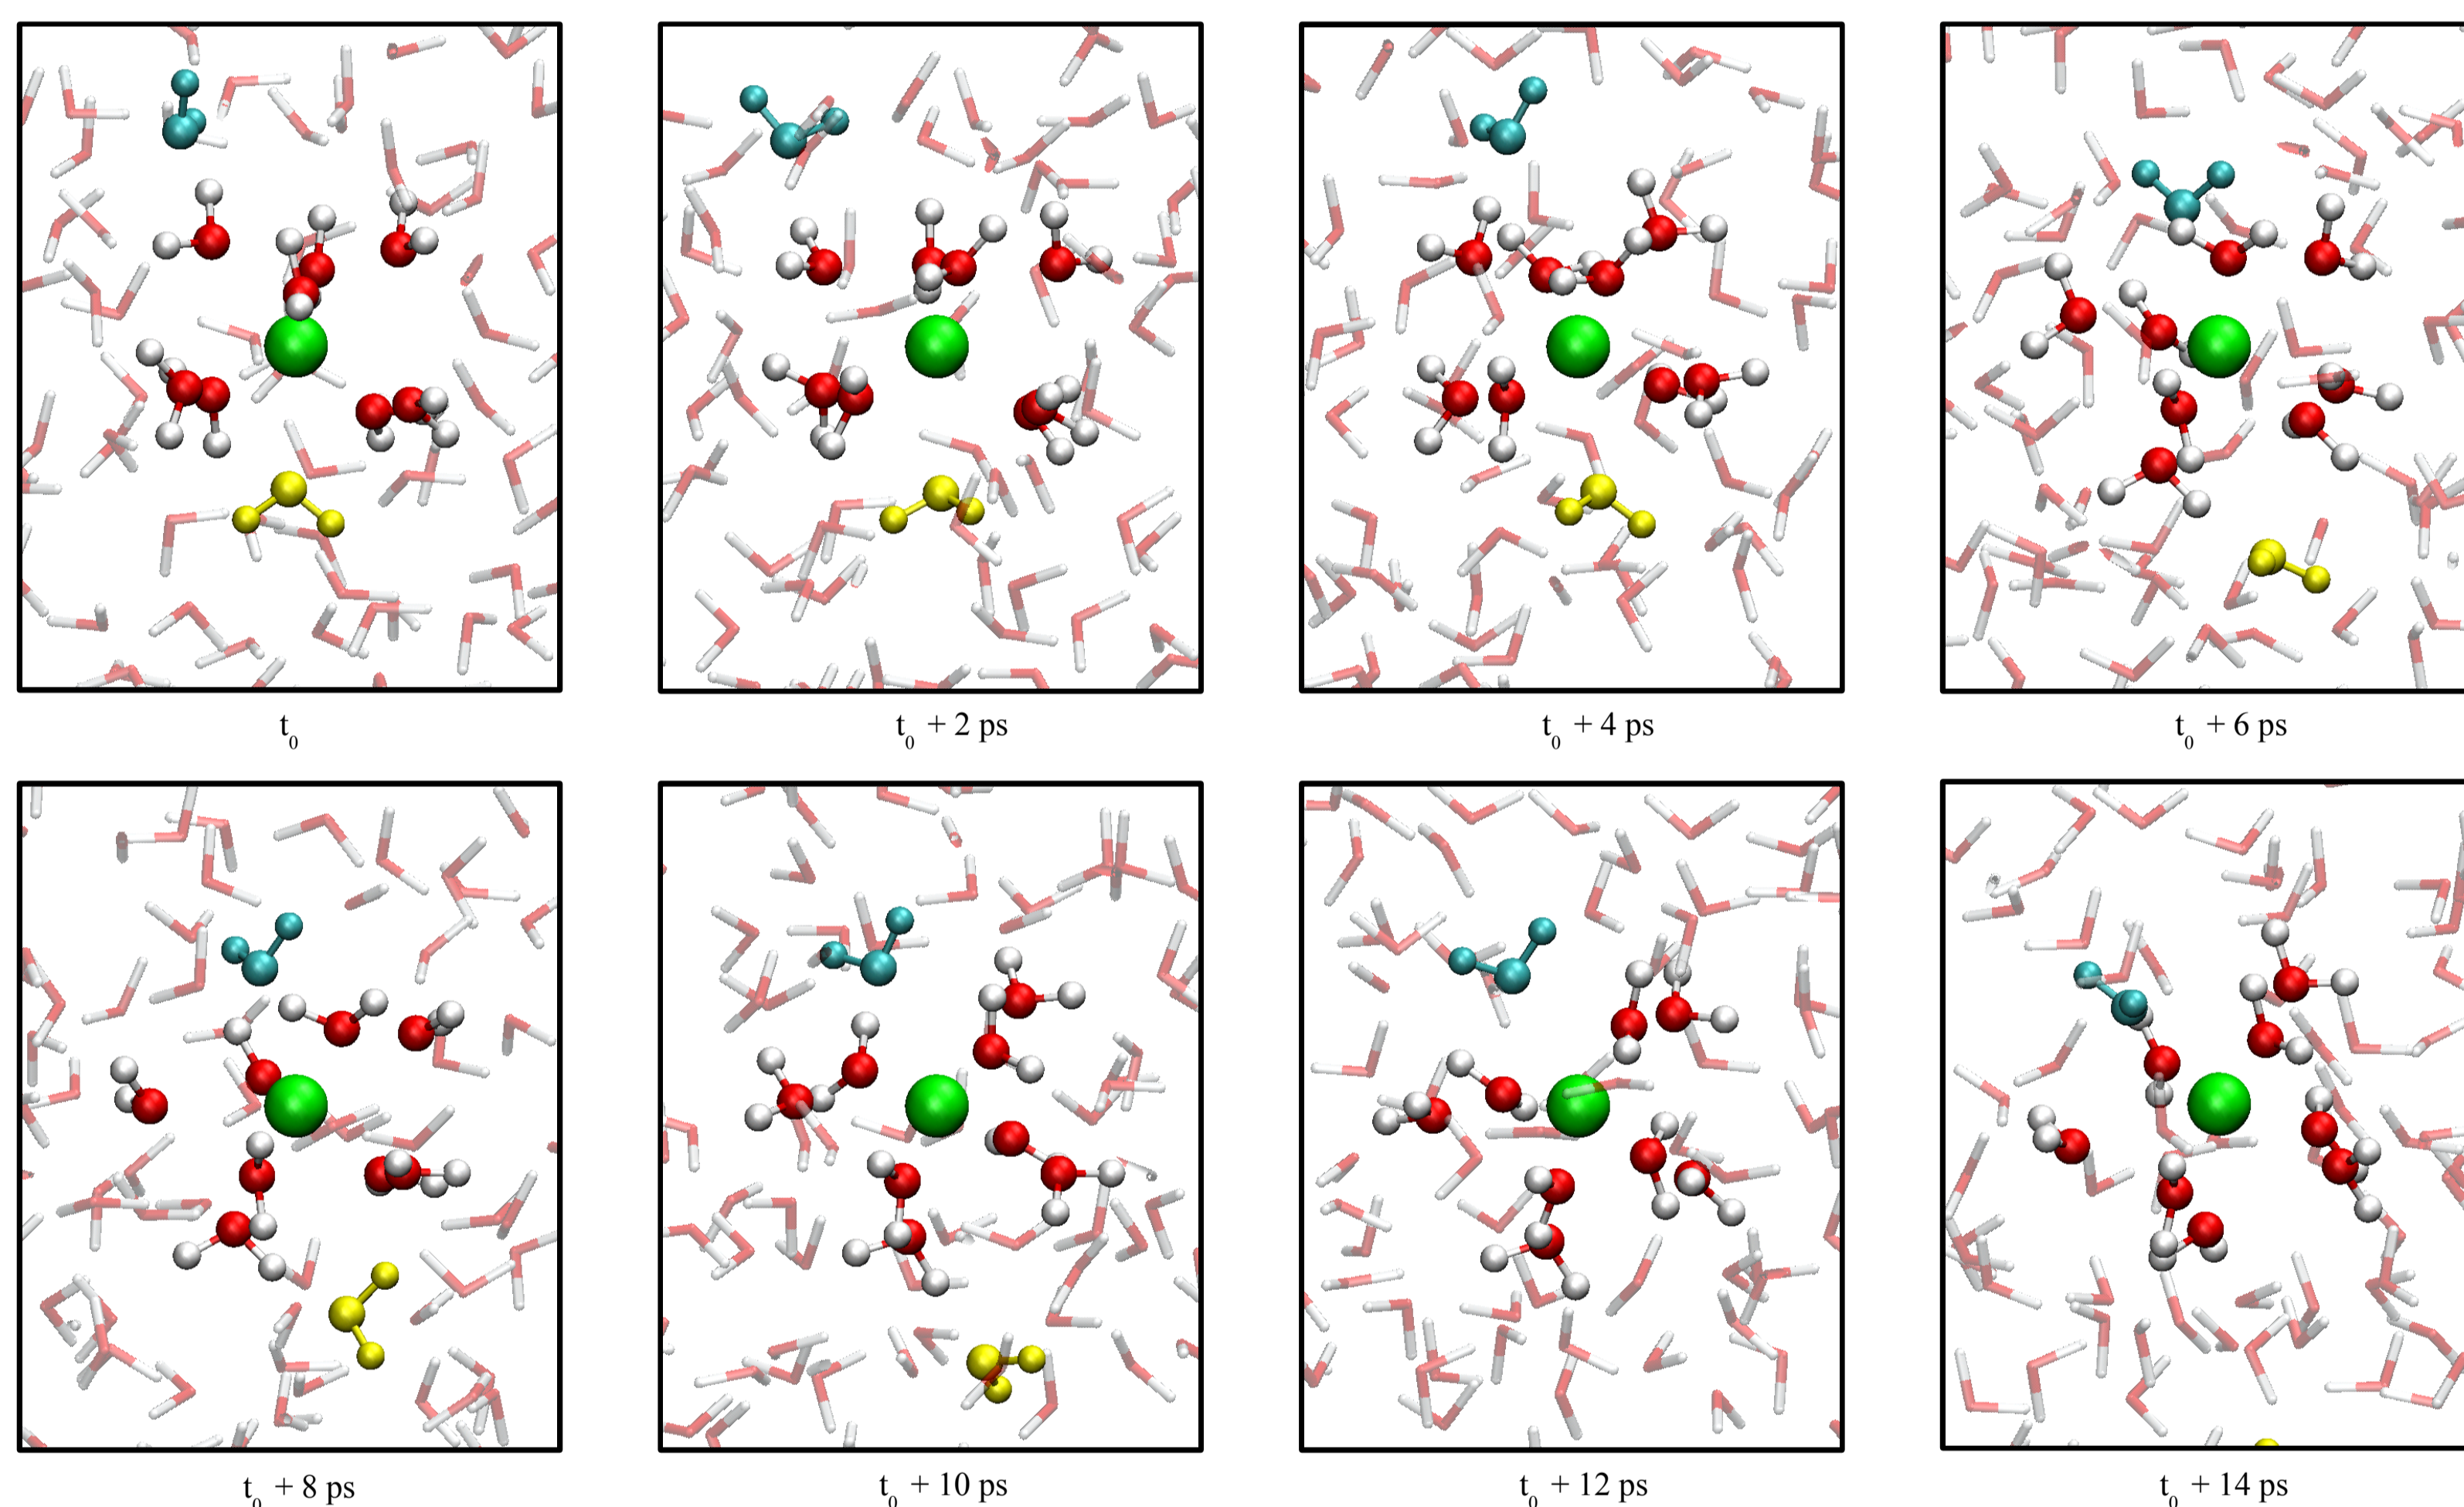 t₀
t₀ + 2 ps
t₀ + 4 ps
t₀ + 6 ps
t₀ + 8 ps
t₀ + 10 ps
t₀ + 12 ps
t₀ + 14 ps